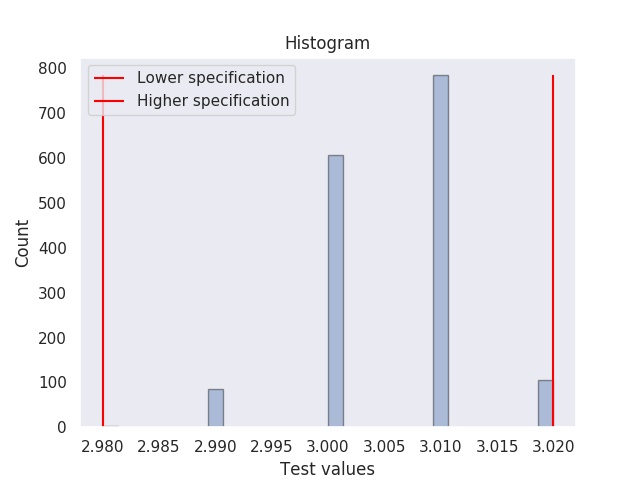 Histogram
Lower specification
Higher specification
800
700
600
500
400
300
200
100
0
Count
2.980 2.985 2.990 2.995 3.000 3.005 3.010 3.015 3.020
Test values